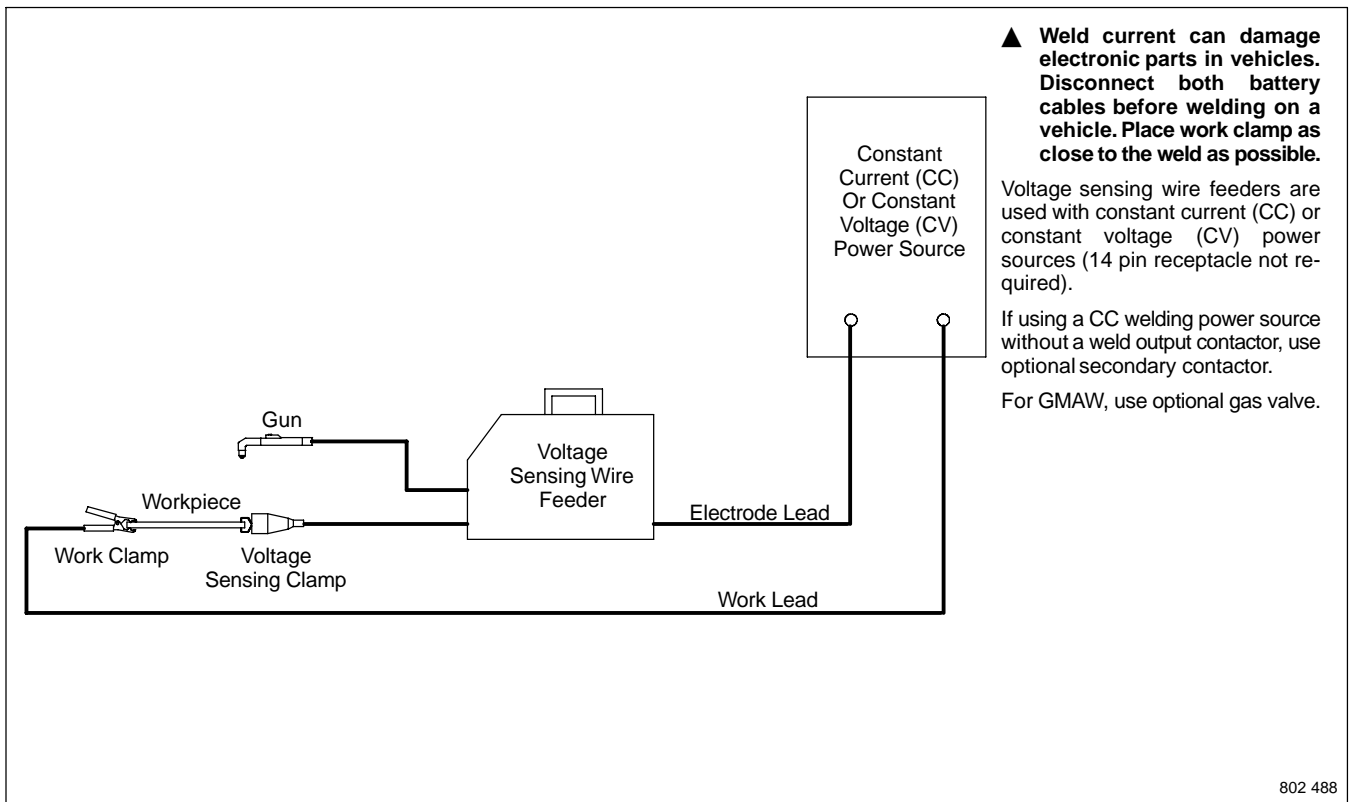 ▲ Weld current can damage
electronic parts in vehicles.
Disconnect both battery
cables before welding on a
vehicle. Place work clamp as
close to the weld as possible.
Voltage sensing wire feeders are
used with constant current (CC) or
constant voltage (CV) power
sources (14 pin receptacle not re-
quired).
If using a CC welding power source
without a weld output contactor, use
optional secondary contactor.
For GMAW, use optional gas valve.
Constant
Current (CC)
Or Constant
Voltage (CV)
Power Source
Gun
Voltage
Sensing Wire
Feeder
Workpiece
Electrode Lead
Work Clamp
Voltage
Sensing Clamp
Work Lead
802 488